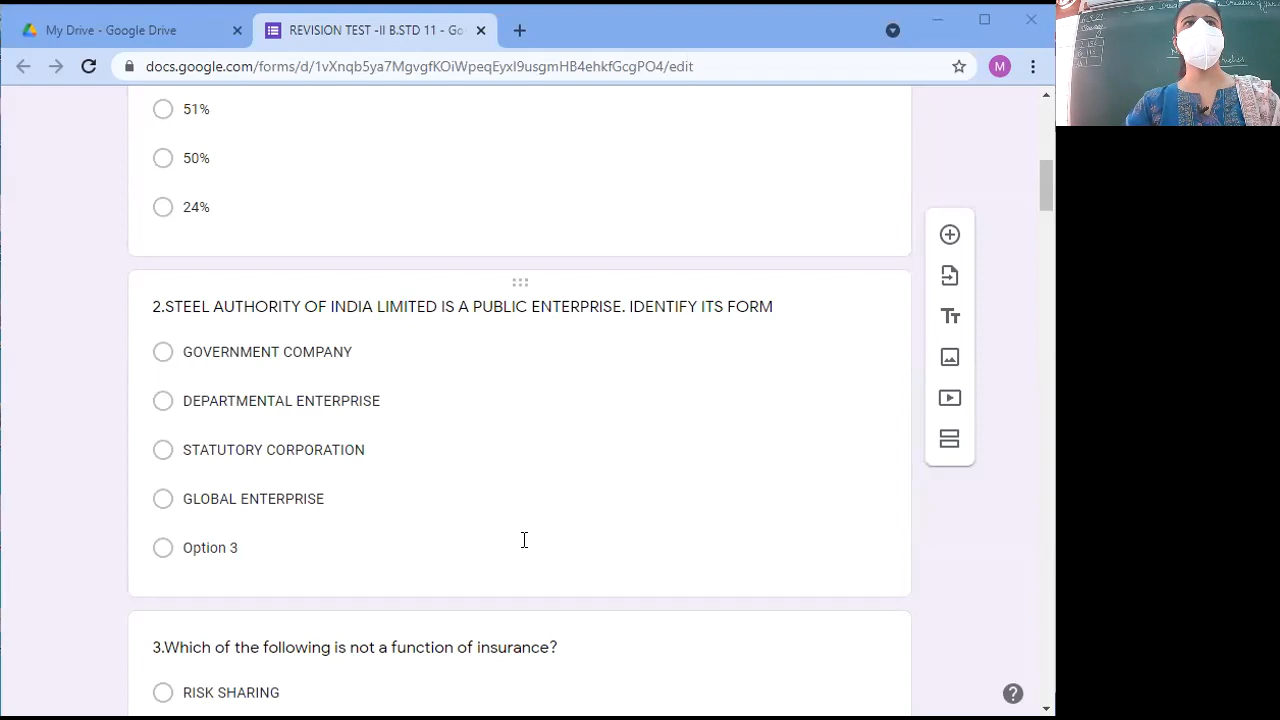 My Drive - Google Drive
REVISION TEST -II B.STD 11 - Go
docs.google.com/forms/d/1vXnqb5ya7MgvgfKOiWpeqEyxI9usgmHB4ehkfGcgPO4/edit
M
51%
50%
24%
2.STEEL AUTHORITY OF INDIA LIMITED IS A PUBLIC ENTERPRISE. IDENTIFY ITS FORM
GOVERNMENT COMPANY
DEPARTMENTAL ENTERPRISE
STATUTORY CORPORATION
GLOBAL ENTERPRISE
Option 3
3.Which of the following is not a function of insurance?
RISK SHARING